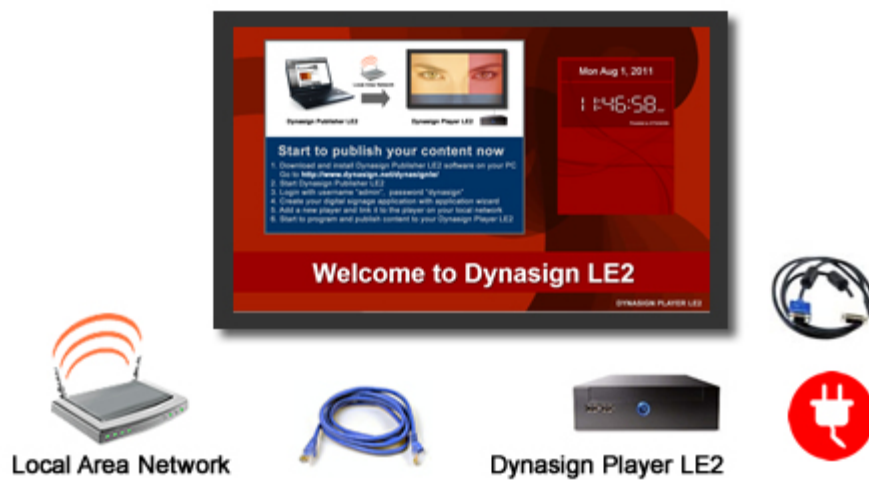 Mon Aug 1, 2011
11:46:58
Local Area Network
Dynasign Publisher LE2
Dynasign Player LE2
Start to publish your content now
1. Download and install Dynasign Publisher LE2 software on your PC
Go to http://www.dynasign.net/dynasignle/
2. Start Dynasign Publisher LE2
3. Login with username "admin", password "dynasign"
4. Create your digital signage application with application wizard
5. Add a new player and link it to the player on your local network
6. Start to program and publish content to your Dynasign Player LE2
Welcome to Dynasign LE2
DYNASIGN PLAYER LE2
Local Area Network
Dynasign Player LE2